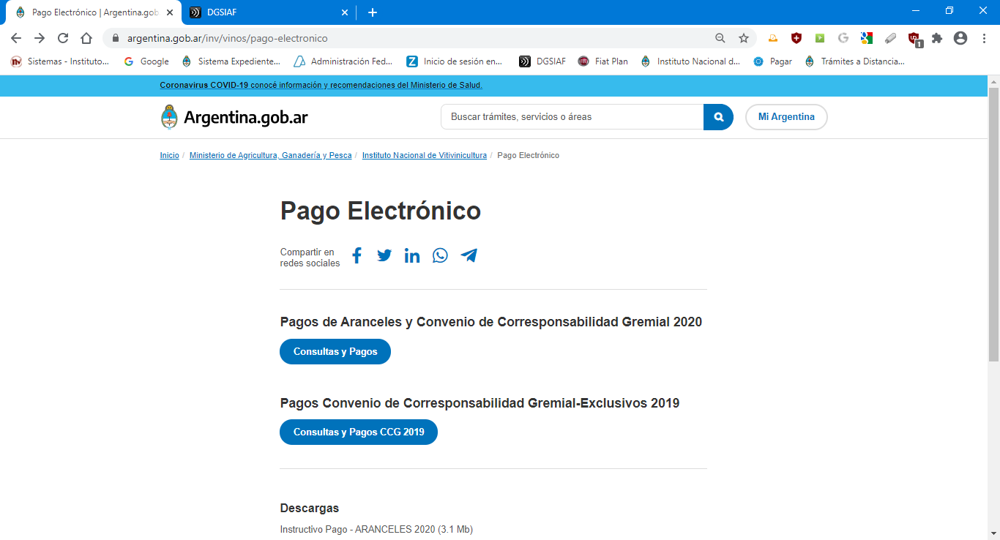 Pago Electrónico | Argentina.gob
DGSIAF
argentina.gob.ar/inv/vinos/pago-electronico
1
Sistemas - Instituto...
Google
Sistema Expediente...
Administración Fed...
Inicio de sesión en...
DGSIAF
Fiat Plan
Instituto Nacional d...
Pagar
Trámites a Distancia...
Coronavirus COVID-19 conocé información y recomendaciones del Ministerio de Salud.
Argentina.gob.ar
Buscar trámites, servicios o áreas
Mi Argentina
Inicio / Ministerio de Agricultura, Ganadería y Pesca / Instituto Nacional de Vitivinicultura / Pago Electrónico
Pago Electrónico
Compartir en
redes sociales
Pagos de Aranceles y Convenio de Corresponsabilidad Gremial 2020
Consultas y Pagos
Pagos Convenio de Corresponsabilidad Gremial-Exclusivos 2019
Consultas y Pagos CCG 2019
Descargas
Instructivo Pago - ARANCELES 2020 (3.1 Mb)